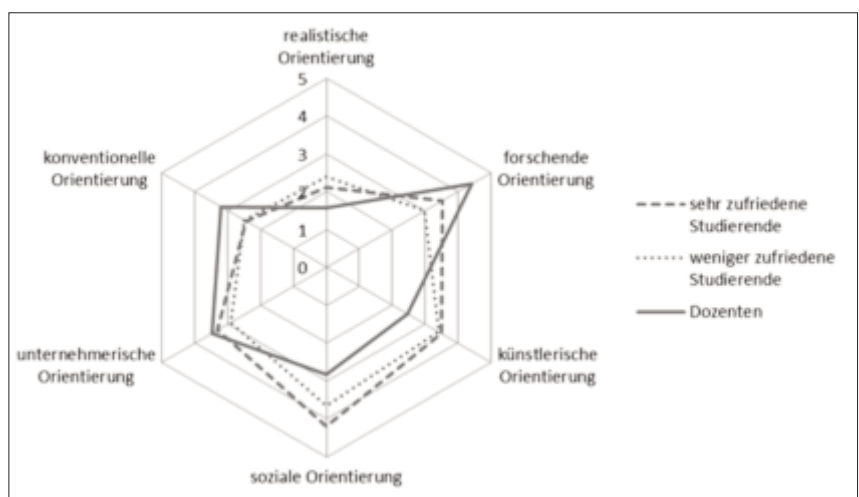 realistische
Orientierung
5
4
3
2
1
0
konventionelle
Orientierung
forschende
Orientierung
unternehmerische
Orientierung
künstlerische
Orientierung
soziale Orientierung
sehr zufriedene
Studierende
weniger zufriedene
Studierende
Dozenten